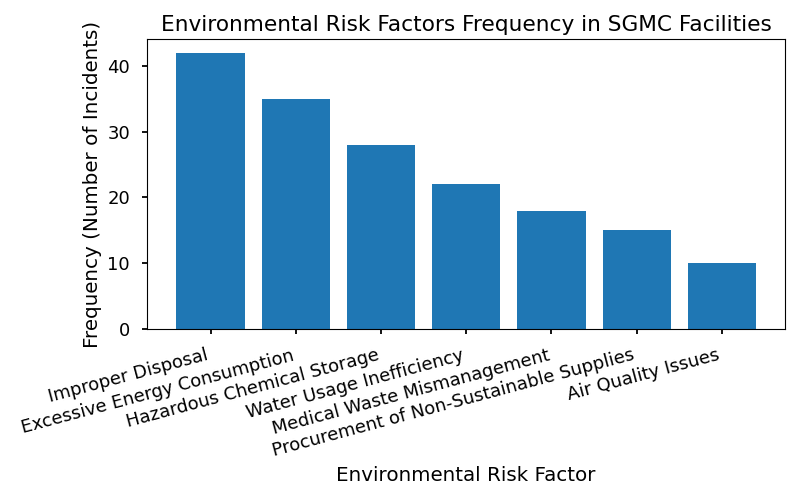 Environmental Risk Factors Frequency in SGMC Facilities
Frequency (Number of Incidents)
40
30
20
10
0
Improper Disposal
Excessive Energy Consumption
Hazardous Chemical Storage
Water Usage Inefficiency
Medical Waste Mismanagement
Procurement of Non-Sustainable Supplies
Air Quality Issues
Environmental Risk Factor